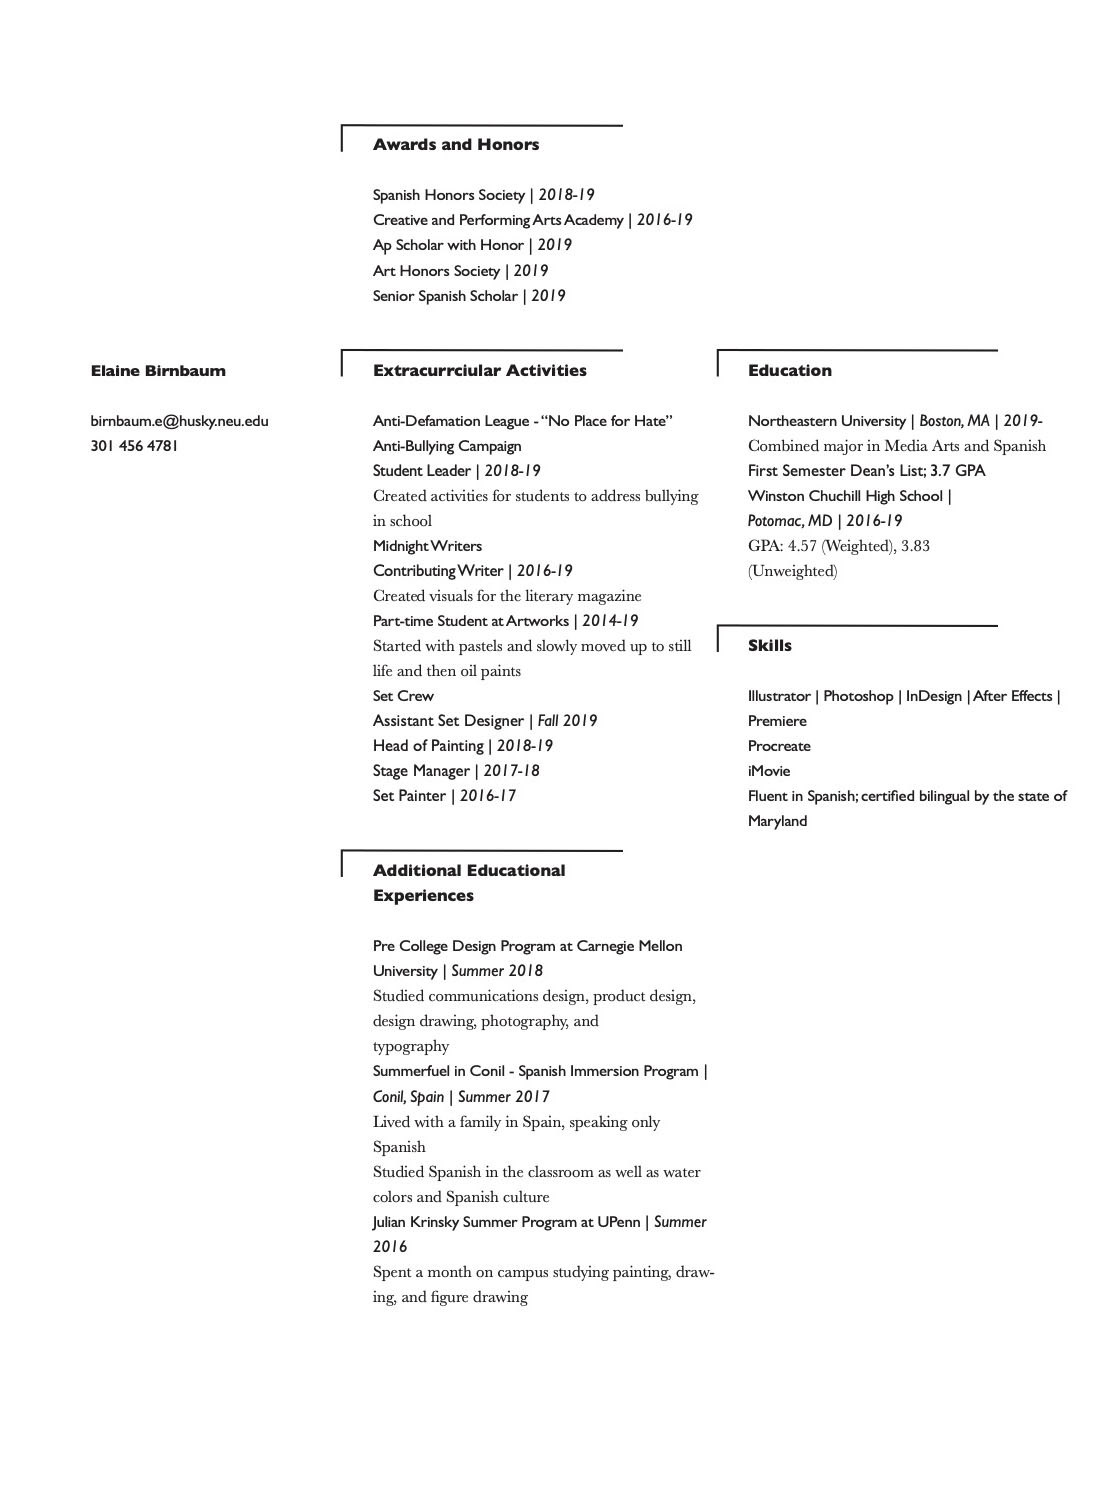 Awards and Honors
Spanish Honors Society | 2018-19
Creative and Performing Arts Academy | 2016-19
Ap Scholar with Honor | 2019
Art Honors Society | 2019
Senior Spanish Scholar | 2019
Elaine Birnbaum
birnbaum.e@husky.neu.edu
301 456 4781
Extracurrciular Activities
Anti-Defamation League - “No Place for Hate”
Anti-Bullying Campaign
Student Leader | 2018-19
Created activities for students to address bullying
in school
Midnight Writers
Contributing Writer | 2016-19
Created visuals for the literary magazine
Part-time Student at Artworks | 2014-19
Started with pastels and slowly moved up to still
life and then oil paints
Set Crew
Assistant Set Designer | Fall 2019
Head of Painting | 2018-19
Stage Manager | 2017-18
Set Painter | 2016-17
Additional Educational
Experiences
Pre College Design Program at Carnegie Mellon
University | Summer 2018
Studied communications design, product design,
design drawing, photography, and
typography
Summerfuel in Conil - Spanish Immersion Program |
Conil, Spain | Summer 2017
Lived with a family in Spain, speaking only
Spanish
Studied Spanish in the classroom as well as water
colors and Spanish culture
Julian Krinsky Summer Program at UPenn | Summer
2016
Spent a month on campus studying painting, draw-
ing, and figure drawing
Education
Northeastern University | Boston, MA | 2019-
Combined major in Media Arts and Spanish
First Semester Dean’s List; 3.7 GPA
Winston Chuchill High School |
Potomac, MD | 2016-19
GPA: 4.57 (Weighted), 3.83
(Unweighted)
Skills
Illustrator | Photoshop | InDesign | After Effects |
Premiere
Procreate
iMovie
Fluent in Spanish; certified bilingual by the state of
Maryland